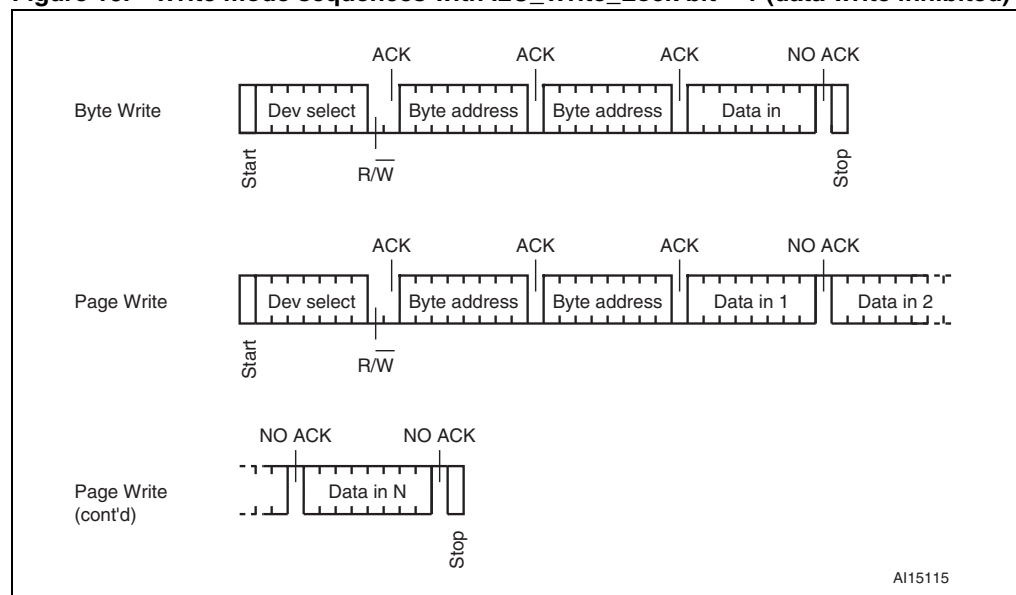 ACK ACK ACK NO ACK
Byte Write Dev select Byte address Byte address Data in
Start R/W Stop
ACK ACK ACK NO ACK
Page Write Dev select Byte address Byte address Data in 1 Data in 2
Start R/W
NO ACK NO ACK
Page Write Data in N
(cont'd)
Stop
AI15115